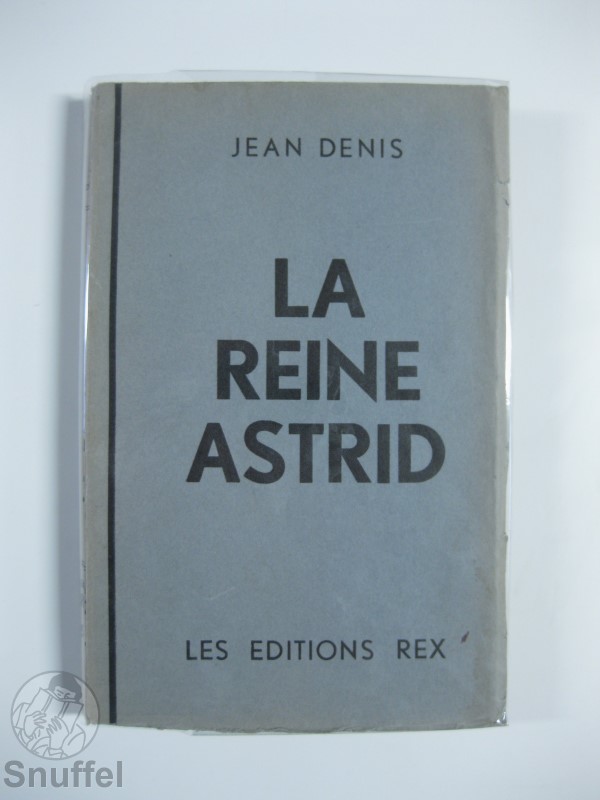 JEAN DENIS
LA
REINE
ASTRID
LES EDITIONS REX
Snuffel